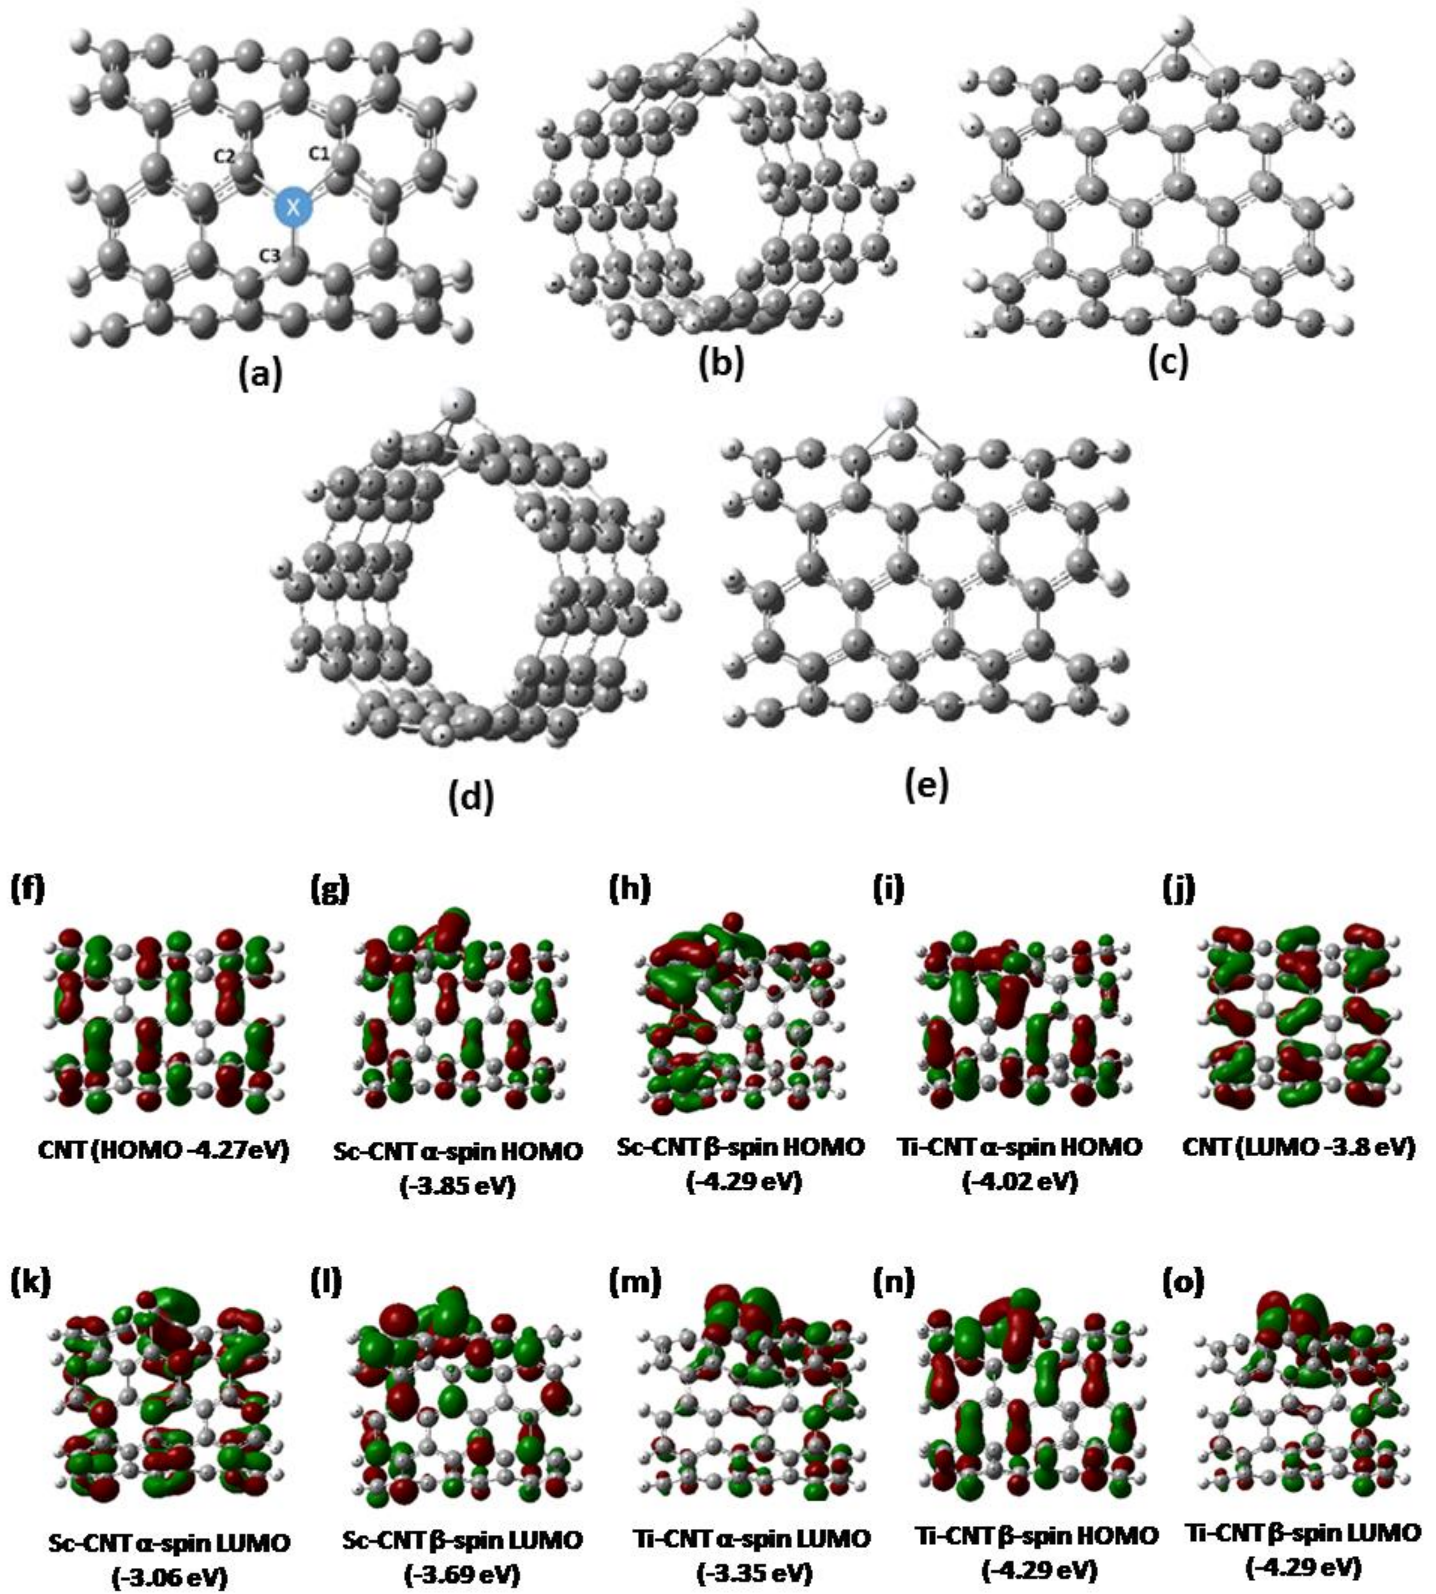 C2
C1
X
C3
(a)
(b)
(c)
(d)
(e)
(f)
(g)
(h)
(i)
(j)
CNT (HOMO -4.27eV)
Sc-CNT α-spin HOMO
(-3.85 eV)
Sc-CNT β-spin HOMO
(-4.29 eV)
Ti-CNT α-spin HOMO
(-4.02 eV)
CNT (LUMO -3.8 eV)
(k)
(l)
(m)
(n)
(o)
Sc-CNT α-spin LUMO
(-3.06 eV)
Sc-CNT β-spin LUMO
(-3.69 eV)
Ti-CNT α-spin LUMO
(-3.35 eV)
Ti-CNT β-spin HOMO
(-4.29 eV)
Ti-CNT β-spin LUMO
(-4.29 eV)